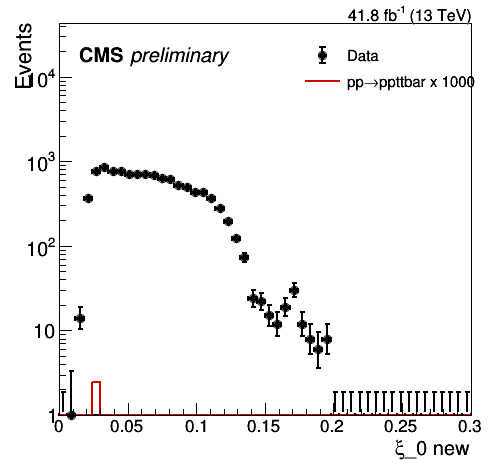 41.8 fb⁻¹ (13 TeV)
Events
CMS preliminary
Data
pp→ppttbar x 1000
10⁴
10³
10²
10
1
0 0.05 0.1 0.15 0.2 0.25 0.3
ξ_0 new